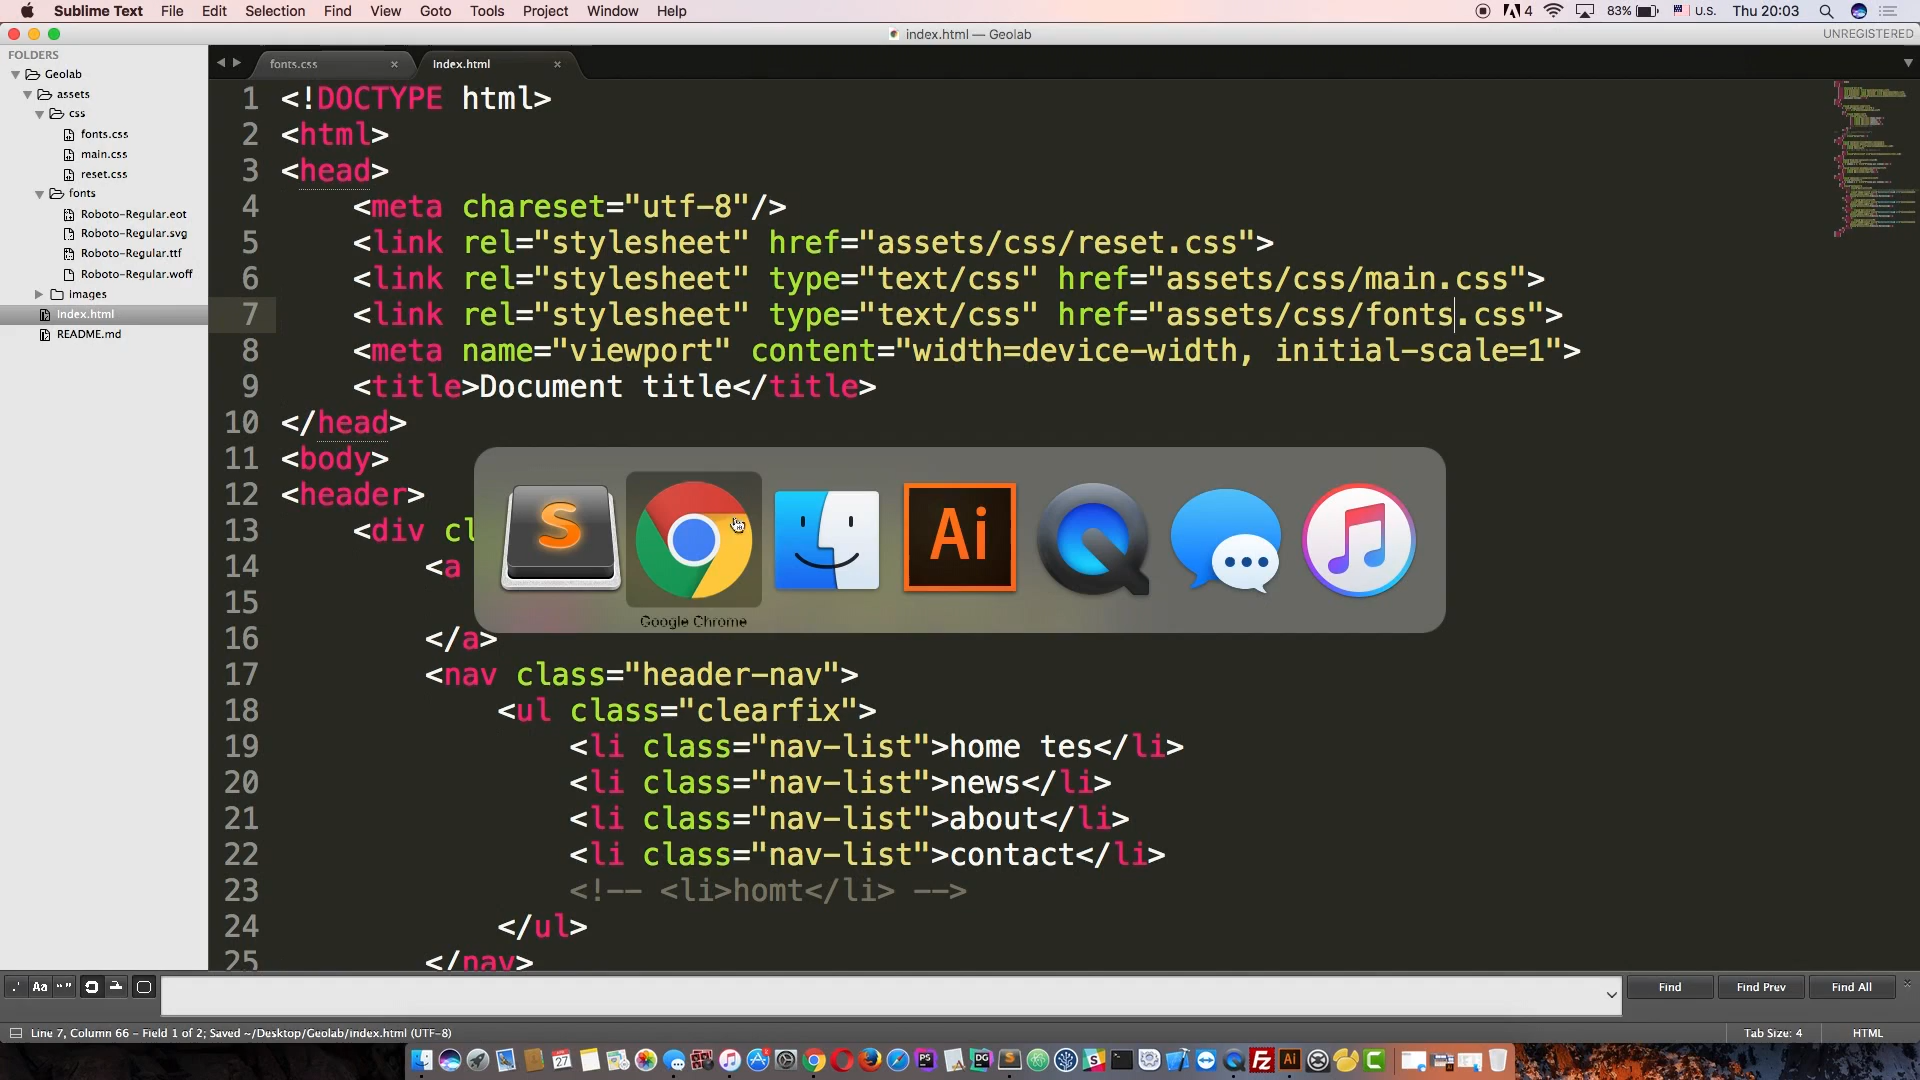 Sublime Text File Edit Selection Find View Goto Tools Project Window Help
4 83% U.S. Thu 20:03
index.html — Geolab
UNREGISTERED
FOLDERS
Geolab
assets
css
fonts.css
main.css
reset.css
fonts
Roboto-Regular.eot
Roboto-Regular.svg
Roboto-Regular.ttf
Roboto-Regular.woff
images
index.html
README.md
fonts.css
index.html
1 <!DOCTYPE html>
2 <html>
3 <head>
4 <meta chareset="utf-8"/>
5 <link rel="stylesheet" href="assets/css/reset.css">
6 <link rel="stylesheet" type="text/css" href="assets/css/main.css">
7 <link rel="stylesheet" type="text/css" href="assets/css/fonts.css">
8 <meta name="viewport" content="width=device-width, initial-scale=1">
9 <title>Document title</title>
10 </head>
11 <body>
12 <header>
13 <div cl
14 <a
15
16 </a>
17 <nav class="header-nav">
18 <ul class="clearfix">
19 <li class="nav-list">home tes</li>
20 <li class="nav-list">news</li>
21 <li class="nav-list">about</li>
22 <li class="nav-list">contact</li>
23 <!-- <li>homt</li> -->
24 </ul>
25 </nav>
S
Ai
Google Chrome
Aa
Find
Find Prev
Find All
Line 7, Column 66 – Field 1 of 2; Saved ~/Desktop/Geolab/index.html (UTF-8)
Tab Size: 4
HTML
27
PS
DG
S
S
Fz
Ai
C